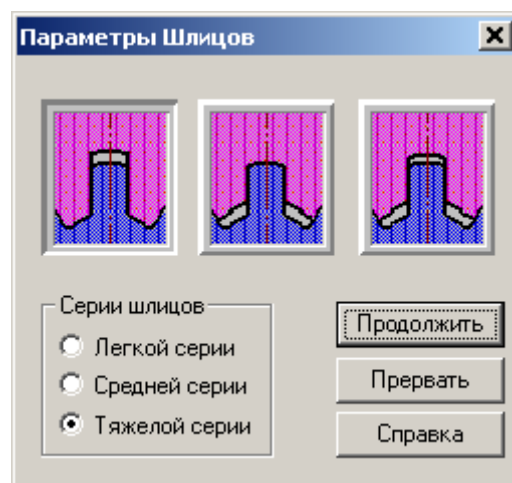 Параметры Шлицов
Серии шлицов
Легкой серии
Средней серии
Тяжелой серии
Продолжить
Прервать
Справка